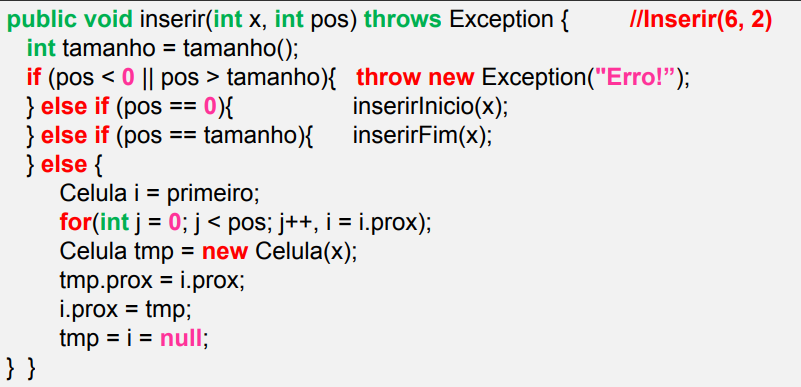 public void inserir(int x, int pos) throws Exception { //Inserir(6, 2)
int tamanho = tamanho();
if (pos < 0 || pos > tamanho){ throw new Exception("Erro!”);
} else if (pos == 0){ inserirInicio(x);
} else if (pos == tamanho){ inserirFim(x);
} else {
Celula i = primeiro;
for(int j = 0; j < pos; j++, i = i.prox);
Celula tmp = new Celula(x);
tmp.prox = i.prox;
i.prox = tmp;
tmp = i = null;
} }